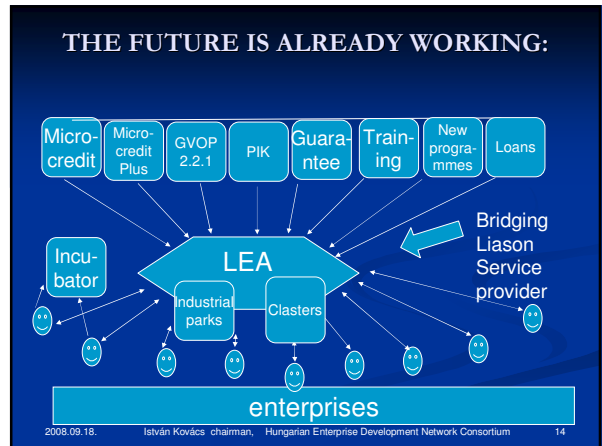 THE FUTURE IS ALREADY WORKING:
Micro-
credit
Micro-
credit
Plus
GVOP
2.2.1
PIK
Guara-
ntee
Train-
ing
New
progra-
mmes
Loans
Bridging
Liason
Service
provider
Incu-
bator
LEA
Industrial
parks
Clasters
enterprises
2008.09.18. István Kovács chairman, Hungarian Enterprise Development Network Consortium 14